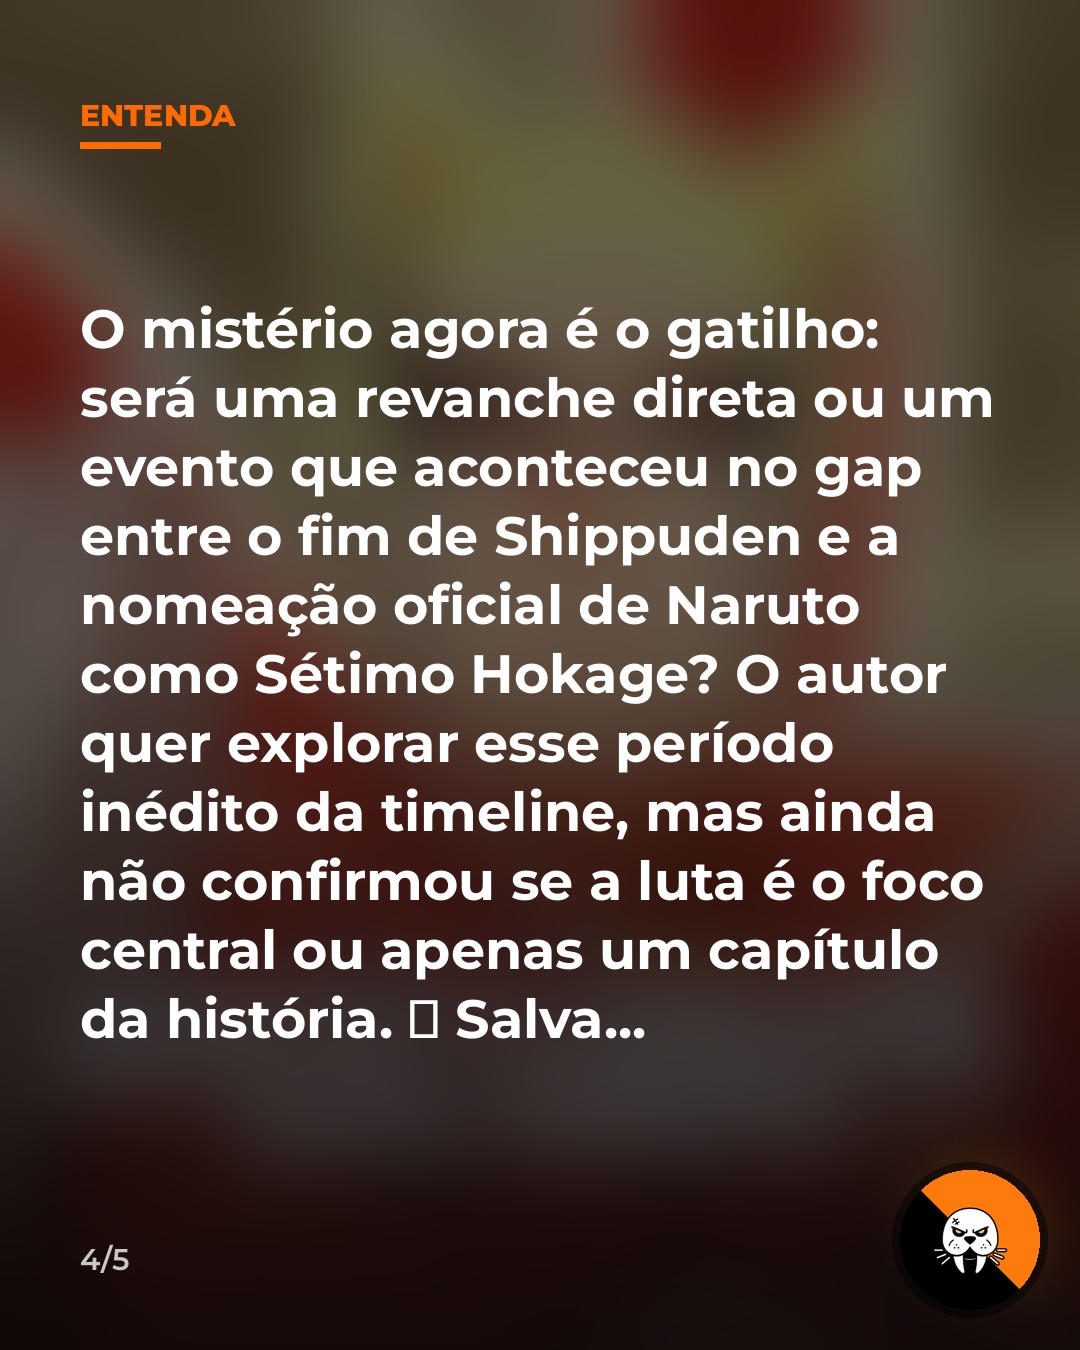 ENTENDA
O mistério agora é o gatilho:
será uma revanche direta ou um
evento que aconteceu no gap
entre o fim de Shippuden e a
nomeação oficial de Naruto
como Sétimo Hokage? O autor
quer explorar esse período
inédito da timeline, mas ainda
não confirmou se a luta é o foco
central ou apenas um capítulo
da história. ▯ Salva...
4/5